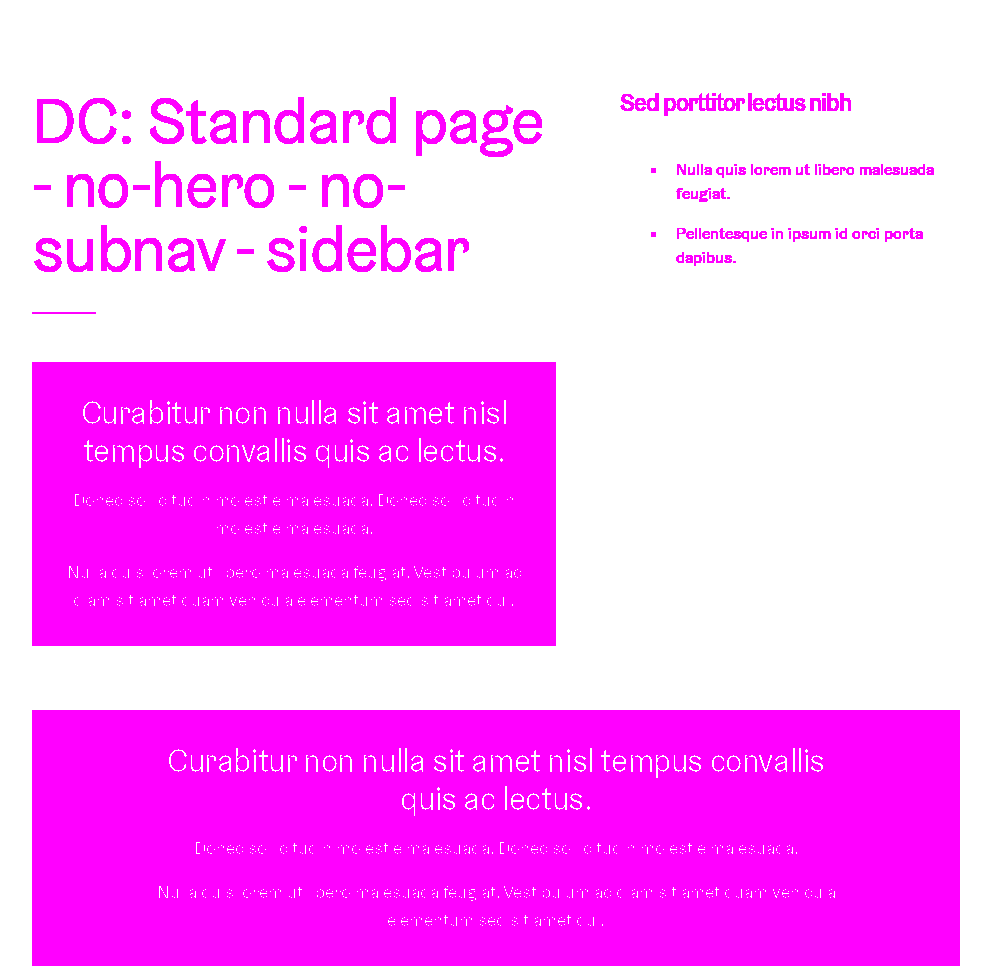 DC: Standard page
- no-hero - no-
subnav - sidebar
Sed porttitor lectus nibh
Nulla quis lorem ut libero malesuada
feugiat.
Pellentesque in ipsum id orci porta
dapibus.
Curabitur non nulla sit amet nisl
tempus convallis quis ac lectus.
Donec sollicitudin molestie malesuada. Donec sollicitudin
molestie malesuada.
Nulla quis lorem ut libero malesuada feugiat. Vestibulum ac
diam sit amet quam vehicula elementum sed sit amet dui.
Curabitur non nulla sit amet nisl tempus convallis
quis ac lectus.
Donec sollicitudin molestie malesuada. Donec sollicitudin molestie malesuada.
Nulla quis lorem ut libero malesuada feugiat. Vestibulum ac diam sit amet quam vehicula
elementum sed sit amet dui.